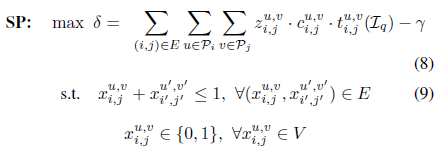 SP: max δ = ∑_{(i,j)∈E} ∑_{u∈𝒫_i} ∑_{v∈𝒫_j} z_{i,j}^{u,v} · c_{i,j}^{u,v} · t_{i,j}^{u,v}(ℐ_q) − γ
(8)
s.t. x_{i,j}^{u,v} + x_{i′,j′}^{u′,v′} ≤ 1, ∀(x_{i,j}^{u,v}, x_{i′,j′}^{u′,v′}) ∈ E (9)
x_{i,j}^{u,v} ∈ {0,1}, ∀x_{i,j}^{u,v} ∈ V